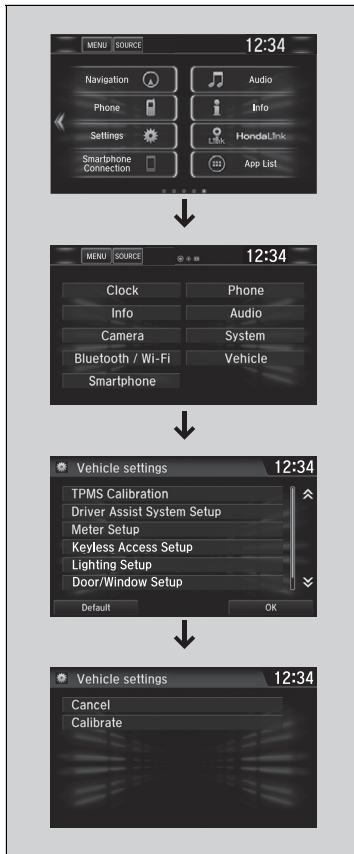 MENU SOURCE 12:34
Navigation Audio
Phone Info
Settings Link HondaLink
Smartphone
Connection App List
MENU SOURCE 12:34
Clock Phone
Info Audio
Camera System
Bluetooth / Wi-Fi Vehicle
Smartphone
Vehicle settings 12:34
TPMS Calibration
Driver Assist System Setup
Meter Setup
Keyless Access Setup
Lighting Setup
Door/Window Setup
Default OK
Vehicle settings 12:34
Cancel
Calibrate